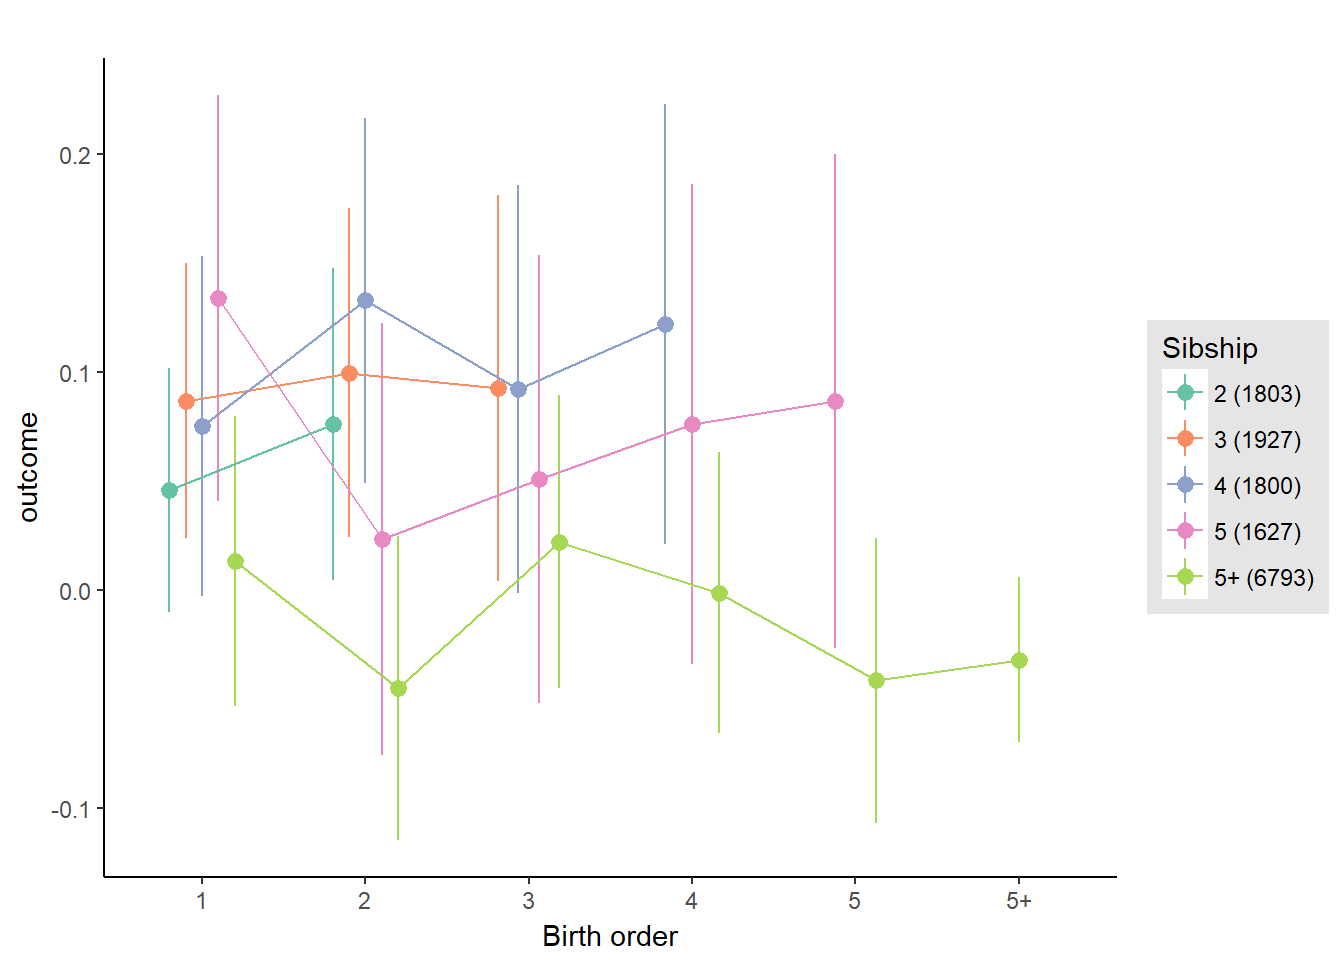 0.2
0.1
0.0
-0.1
outcome
1 2 3 4 5 5+
Birth order
Sibship
2 (1803)
3 (1927)
4 (1800)
5 (1627)
5+ (6793)